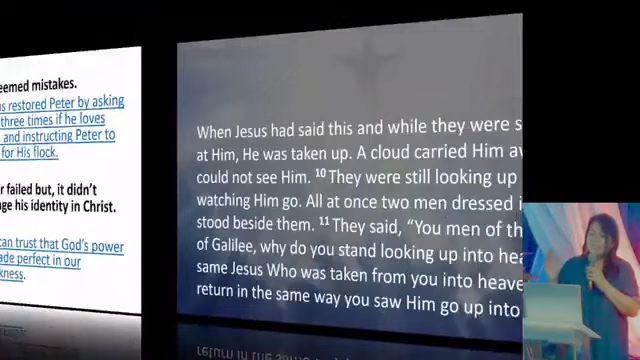 eemed mistakes.
s restored Peter by asking
three times if he loves
and instructing Peter to
for His flock.
r failed but, it didn't
ge his identity in Christ.
can trust that God's power
ade perfect in our
kness.
When Jesus had said this and while they were s
at Him, He was taken up. A cloud carried Him av
could not see Him. 10 They were still looking up
watching Him go. All at once two men dressed i
stood beside them. 11 They said, "You men of th
of Galilee, why do you stand looking up into hea
same Jesus Who was taken from you into heave
return in the same way you saw Him go up into